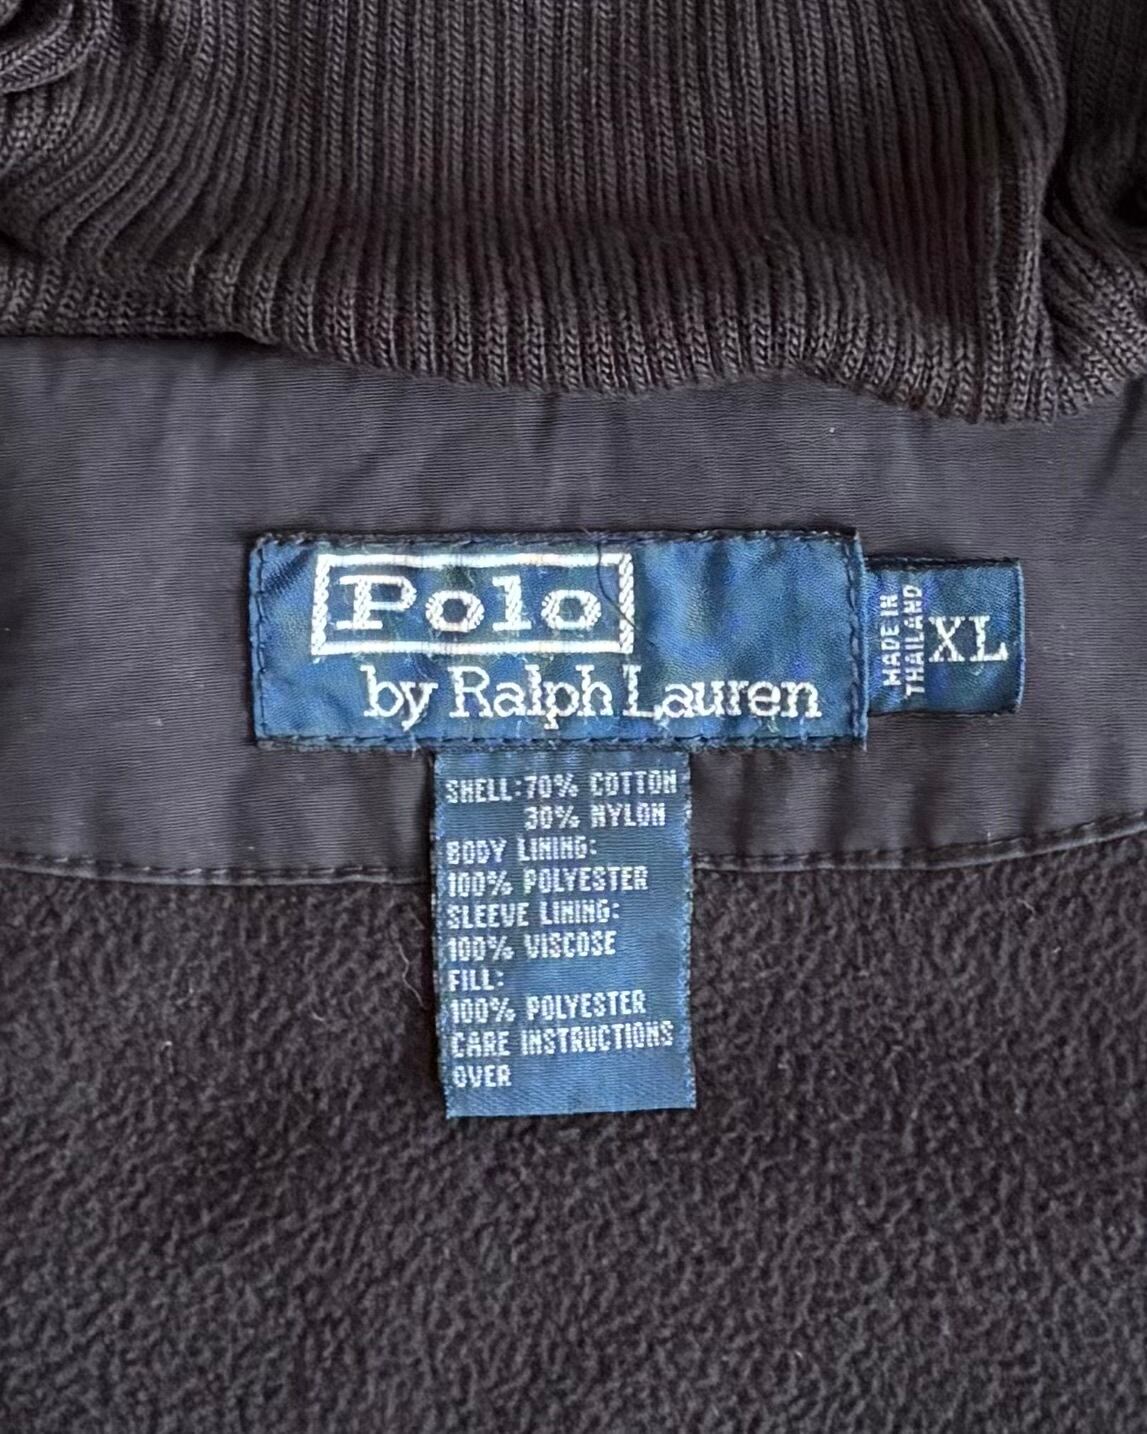 Polo
by Ralph Lauren
MADE IN
THAILAND
XL
SHELL:70% COTTON
30% NYLON
BODY LINING:
100% POLYESTER
SLEEVE LINING:
100% VISCOSE
FILL:
100% POLYESTER
CARE INSTRUCTIONS
OVER